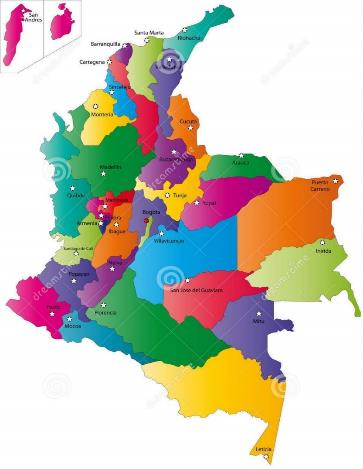 San
Andres
Santa Marta
Riohacha
Barranquilla
Cartagena
Sincelejo
Monteria
Cucuta
Bucaramanga
Arauca
Medellin
Puerto
Carreno
Quibdo
Tunja
Yopal
Manizales
Pereira
Bogota
Armenia
Ibague
Villavicencio
Santiago de Cali
Inirida
Neiva
Popayan
San Jose del Guaviare
Pasto
Mocoa
Florencia
Mitu
Leticia
dreamstime